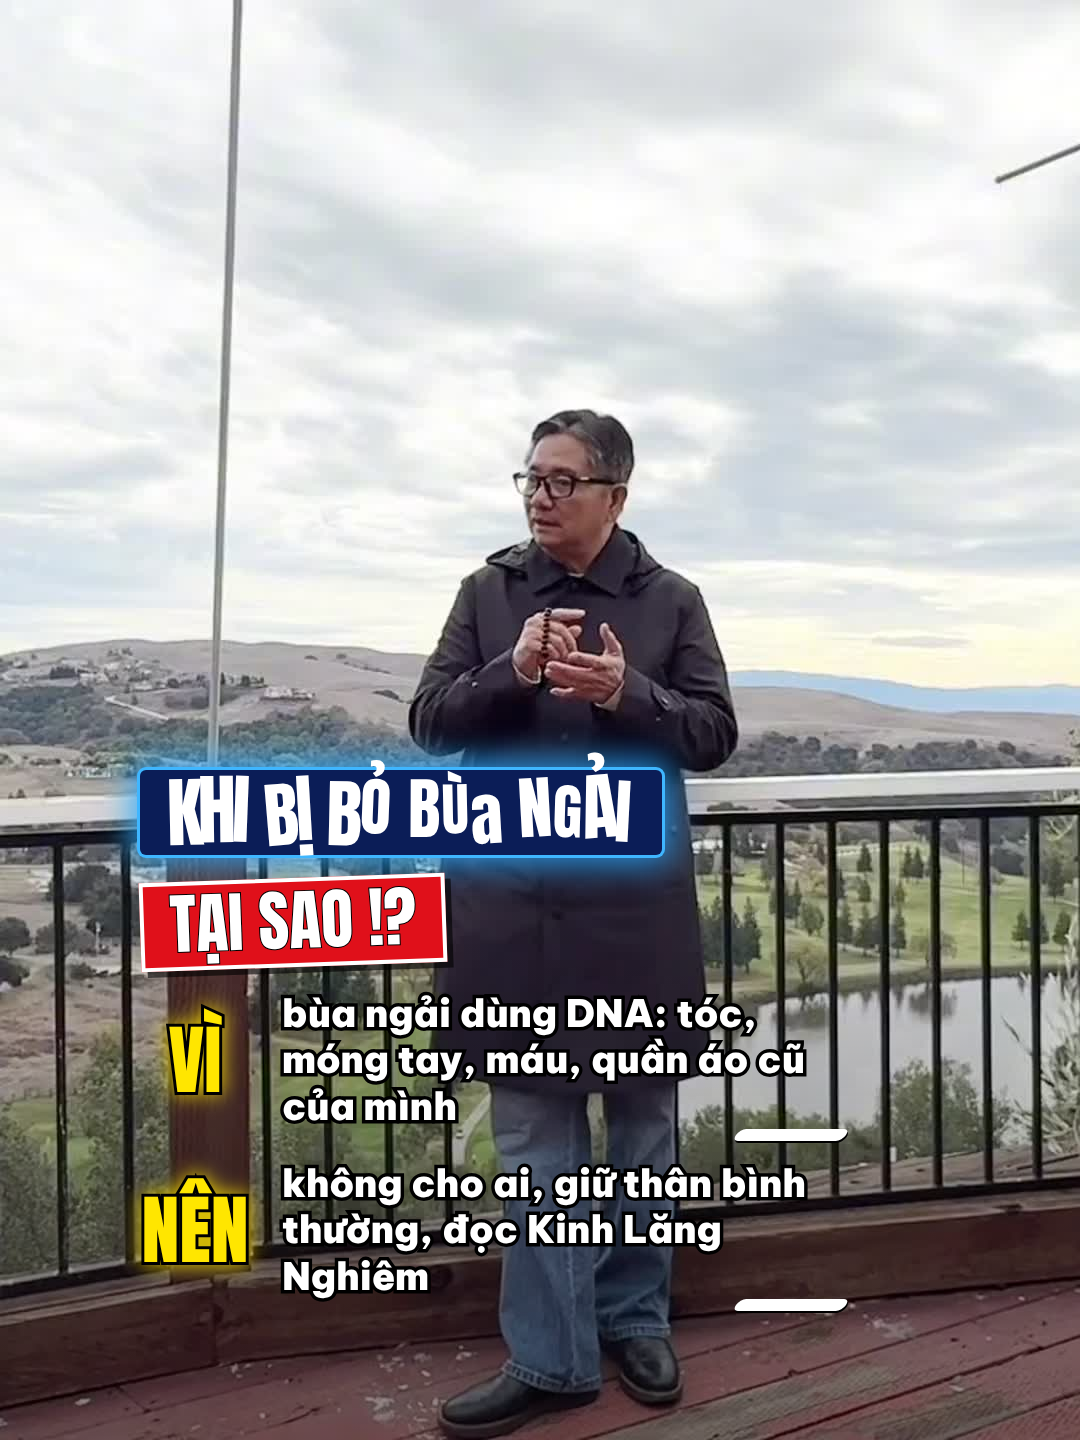 KHI BỊ BỎ BÙa NGẢI
TẠI SAO !?
VÌ
bùa ngải dùng DNA: tóc,
móng tay, máu, quần áo cũ
của mình
NÊN
không cho ai, giữ thân bình
thường, đọc Kinh Lăng
Nghiêm